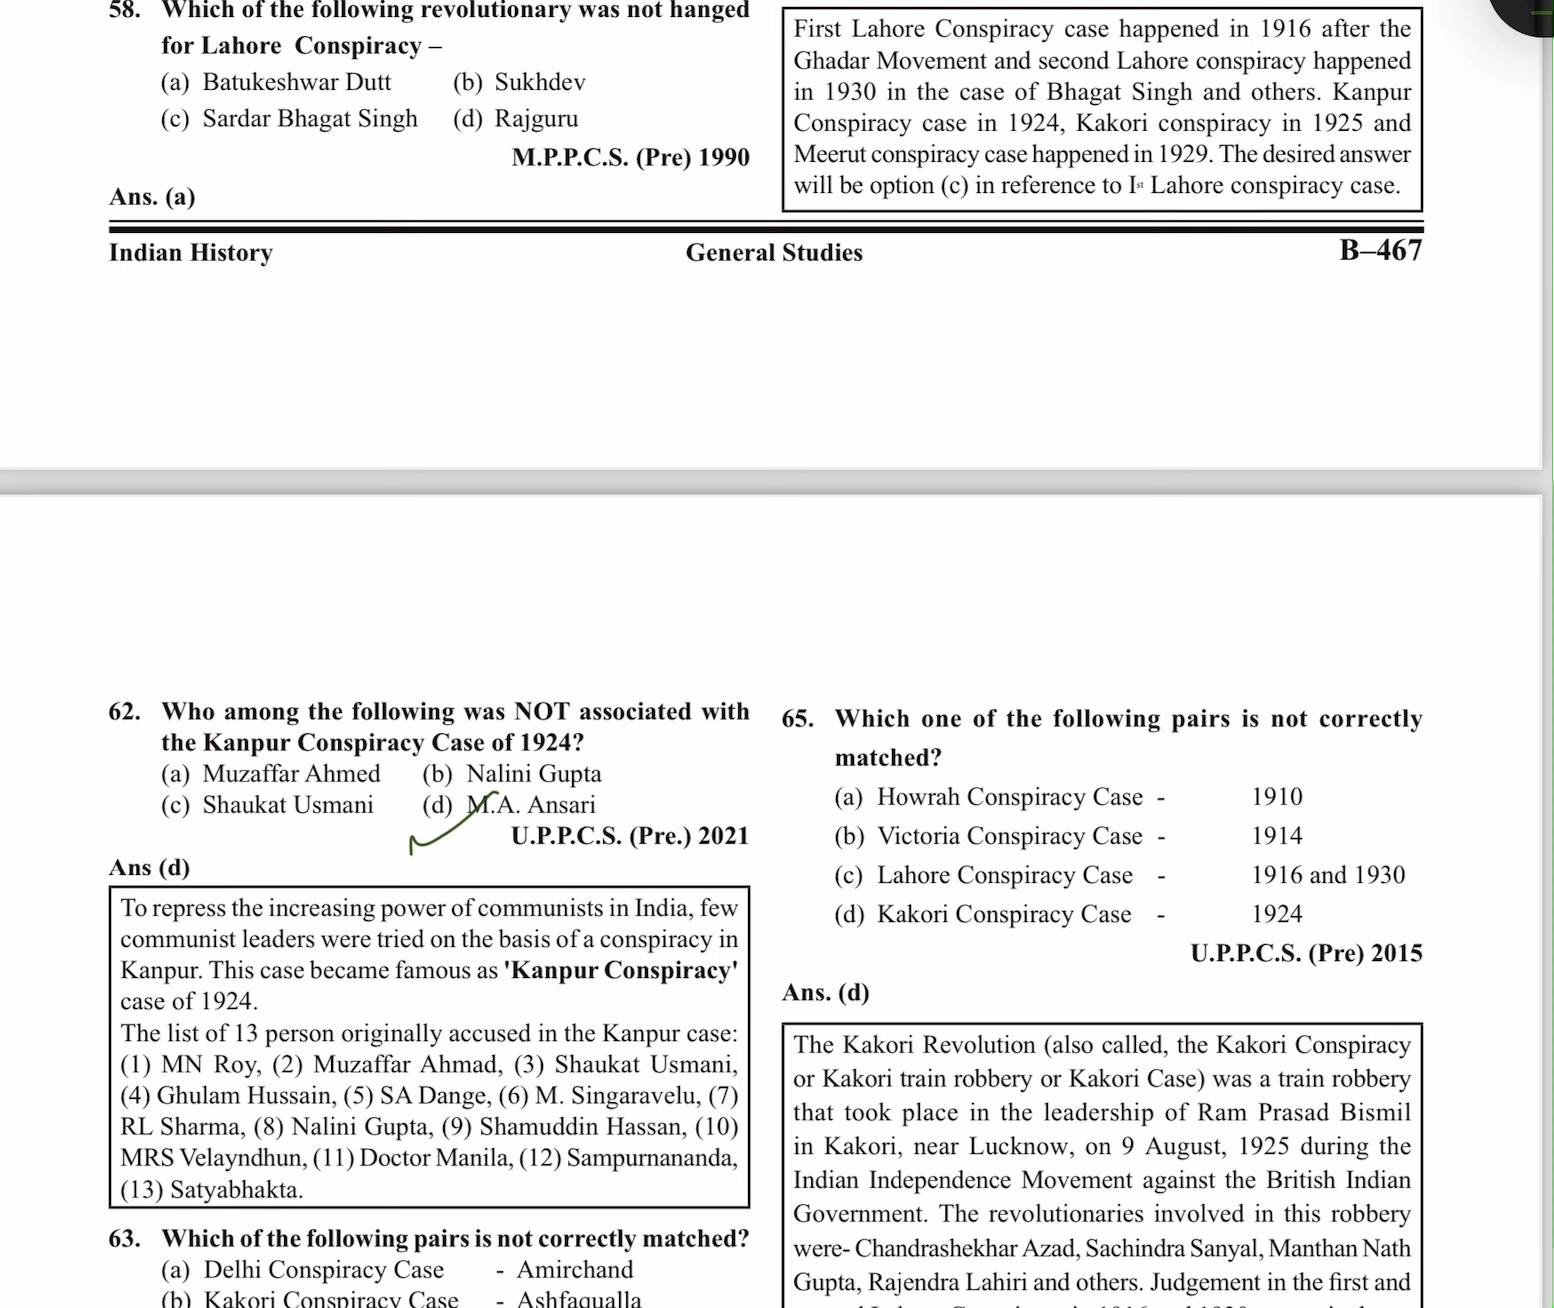 58. Which of the following revolutionary was not hanged
for Lahore Conspiracy –
(a) Batukeshwar Dutt (b) Sukhdev
(c) Sardar Bhagat Singh (d) Rajguru
M.P.P.C.S. (Pre) 1990
Ans. (a)
First Lahore Conspiracy case happened in 1916 after the
Ghadar Movement and second Lahore conspiracy happened
in 1930 in the case of Bhagat Singh and others. Kanpur
Conspiracy case in 1924, Kakori conspiracy in 1925 and
Meerut conspiracy case happened in 1929. The desired answer
will be option (c) in reference to Ist Lahore conspiracy case.
Indian History General Studies B–467
62. Who among the following was NOT associated with
the Kanpur Conspiracy Case of 1924?
(a) Muzaffar Ahmed (b) Nalini Gupta
(c) Shaukat Usmani (d) M.A. Ansari
U.P.P.C.S. (Pre.) 2021
Ans (d)
To repress the increasing power of communists in India, few
communist leaders were tried on the basis of a conspiracy in
Kanpur. This case became famous as 'Kanpur Conspiracy'
case of 1924.
The list of 13 person originally accused in the Kanpur case:
(1) MN Roy, (2) Muzaffar Ahmad, (3) Shaukat Usmani,
(4) Ghulam Hussain, (5) SA Dange, (6) M. Singaravelu, (7)
RL Sharma, (8) Nalini Gupta, (9) Shamuddin Hassan, (10)
MRS Velayndhun, (11) Doctor Manila, (12) Sampurnananda,
(13) Satyabhakta.
63. Which of the following pairs is not correctly matched?
(a) Delhi Conspiracy Case - Amirchand
(b) Kakori Conspiracy Case - Ashfaqualla
65. Which one of the following pairs is not correctly
matched?
(a) Howrah Conspiracy Case - 1910
(b) Victoria Conspiracy Case - 1914
(c) Lahore Conspiracy Case - 1916 and 1930
(d) Kakori Conspiracy Case - 1924
U.P.P.C.S. (Pre) 2015
Ans. (d)
The Kakori Revolution (also called, the Kakori Conspiracy
or Kakori train robbery or Kakori Case) was a train robbery
that took place in the leadership of Ram Prasad Bismil
in Kakori, near Lucknow, on 9 August, 1925 during the
Indian Independence Movement against the British Indian
Government. The revolutionaries involved in this robbery
were- Chandrashekhar Azad, Sachindra Sanyal, Manthan Nath
Gupta, Rajendra Lahiri and others. Judgement in the first and